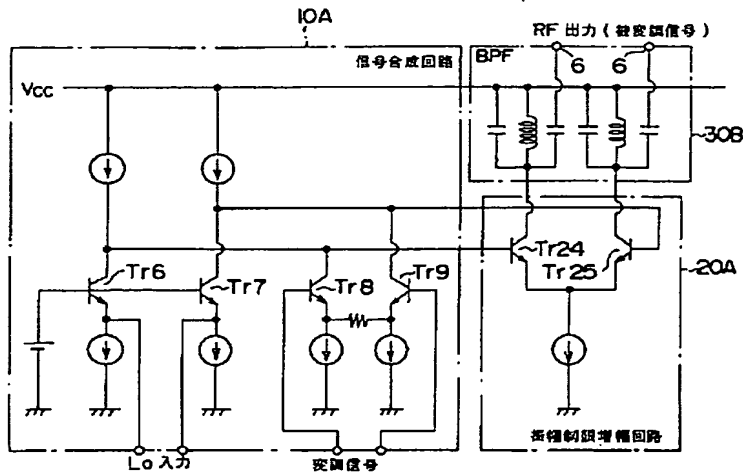 10A
RF 出力 (被変調信号)
6
6
BPF
信号合成回路
Vcc
30B
Tr6
Tr7
Tr8
Tr9
Tr24
Tr25
20A
振幅制限増幅回路
Lo 入力
変調信号